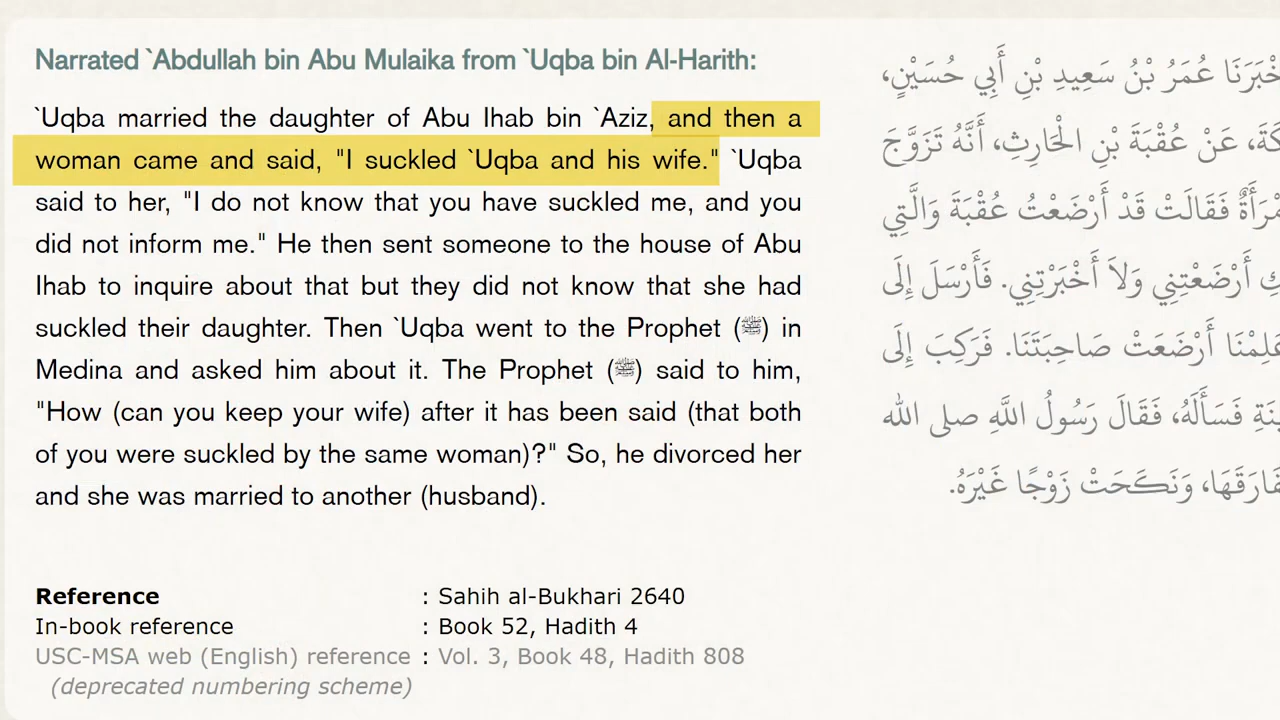 Narrated `Abdullah bin Abu Mulaika from `Uqba bin Al-Harith:
`Uqba married the daughter of Abu Ihab bin `Aziz, and then a
woman came and said, "I suckled `Uqba and his wife." `Uqba
said to her, "I do not know that you have suckled me, and you
did not inform me." He then sent someone to the house of Abu
Ihab to inquire about that but they did not know that she had
suckled their daughter. Then `Uqba went to the Prophet (ﷺ) in
Medina and asked him about it. The Prophet (ﷺ) said to him,
"How (can you keep your wife) after it has been said (that both
of you were suckled by the same woman)?" So, he divorced her
and she was married to another (husband).
Reference : Sahih al-Bukhari 2640
In-book reference : Book 52, Hadith 4
USC-MSA web (English) reference : Vol. 3, Book 48, Hadith 808
(deprecated numbering scheme)
عُمَرُ بْنُ سَعِيدِ بْنِ أَبِي حُسَيْنٍ،
عَنْ عُقْبَةَ بْنِ الْحَارِثِ، أَنَّهُ تَزَوَّجَ
فَقَالَتْ قَدْ أَرْضَعْتُ عُقْبَةَ وَالَّتِي
أَرْضَعْتِنِي وَلاَ أَخْبَرْتِنِي. فَأَرْسَلَ إِلَى
أَرْضَعَتْ صَاحِبَتَنَا. فَرَكِبَ إِلَى
فَسَأَلَهُ، فَقَالَ رَسُولُ اللَّهِ صلى الله
وَنَكَحَتْ زَوْجًا غَيْرَهُ.